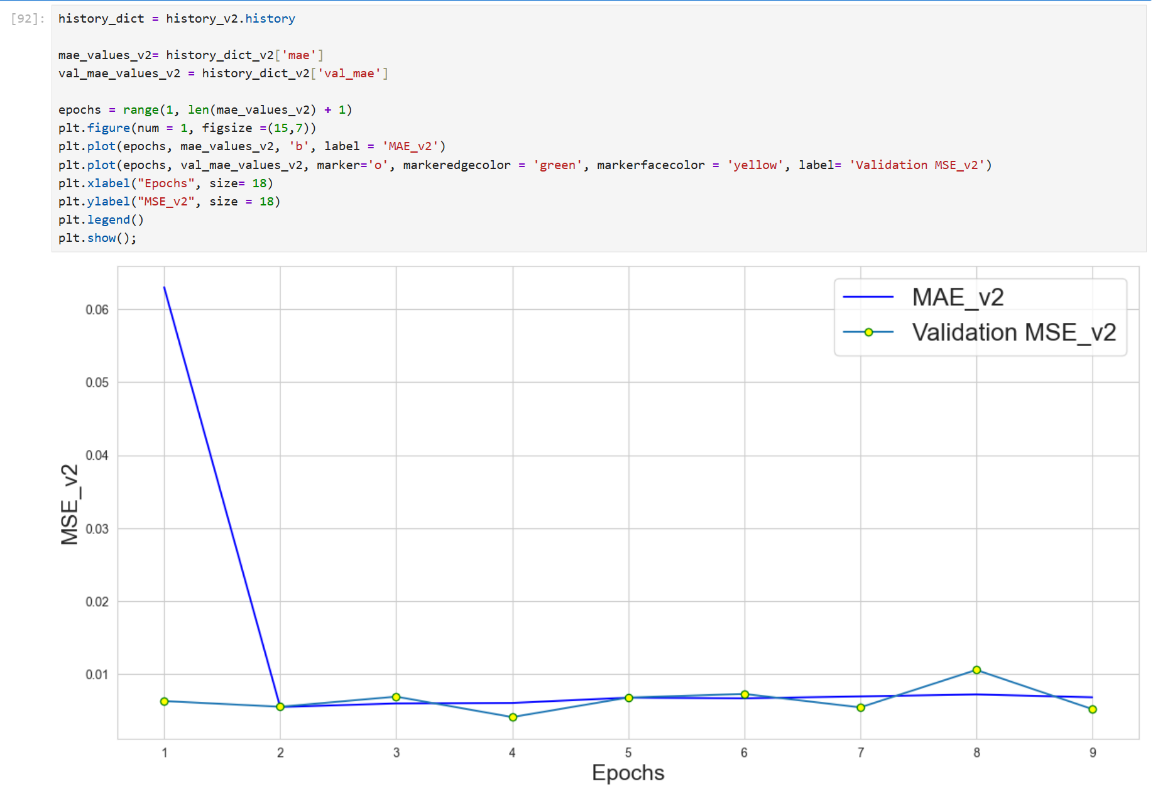 [92]: history_dict = history_v2.history
mae_values_v2= history_dict_v2['mae']
val_mae_values_v2 = history_dict_v2['val_mae']
epochs = range(1, len(mae_values_v2) + 1)
plt.figure(num = 1, figsize =(15,7))
plt.plot(epochs, mae_values_v2, 'b', label = 'MAE_v2')
plt.plot(epochs, val_mae_values_v2, marker='o', markeredgecolor = 'green', markerfacecolor = 'yellow', label= 'Validation MSE_v2')
plt.xlabel("Epochs", size= 18)
plt.ylabel("MSE_v2", size = 18)
plt.legend()
plt.show();
MAE_v2
Validation MSE_v2
MSE_v2
0.06
0.05
0.04
0.03
0.02
0.01
1 2 3 4 5 6 7 8 9
Epochs